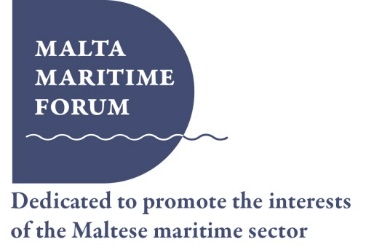 MALTA
MARITIME
FORUM
Dedicated to promote the interests
of the Maltese maritime sector